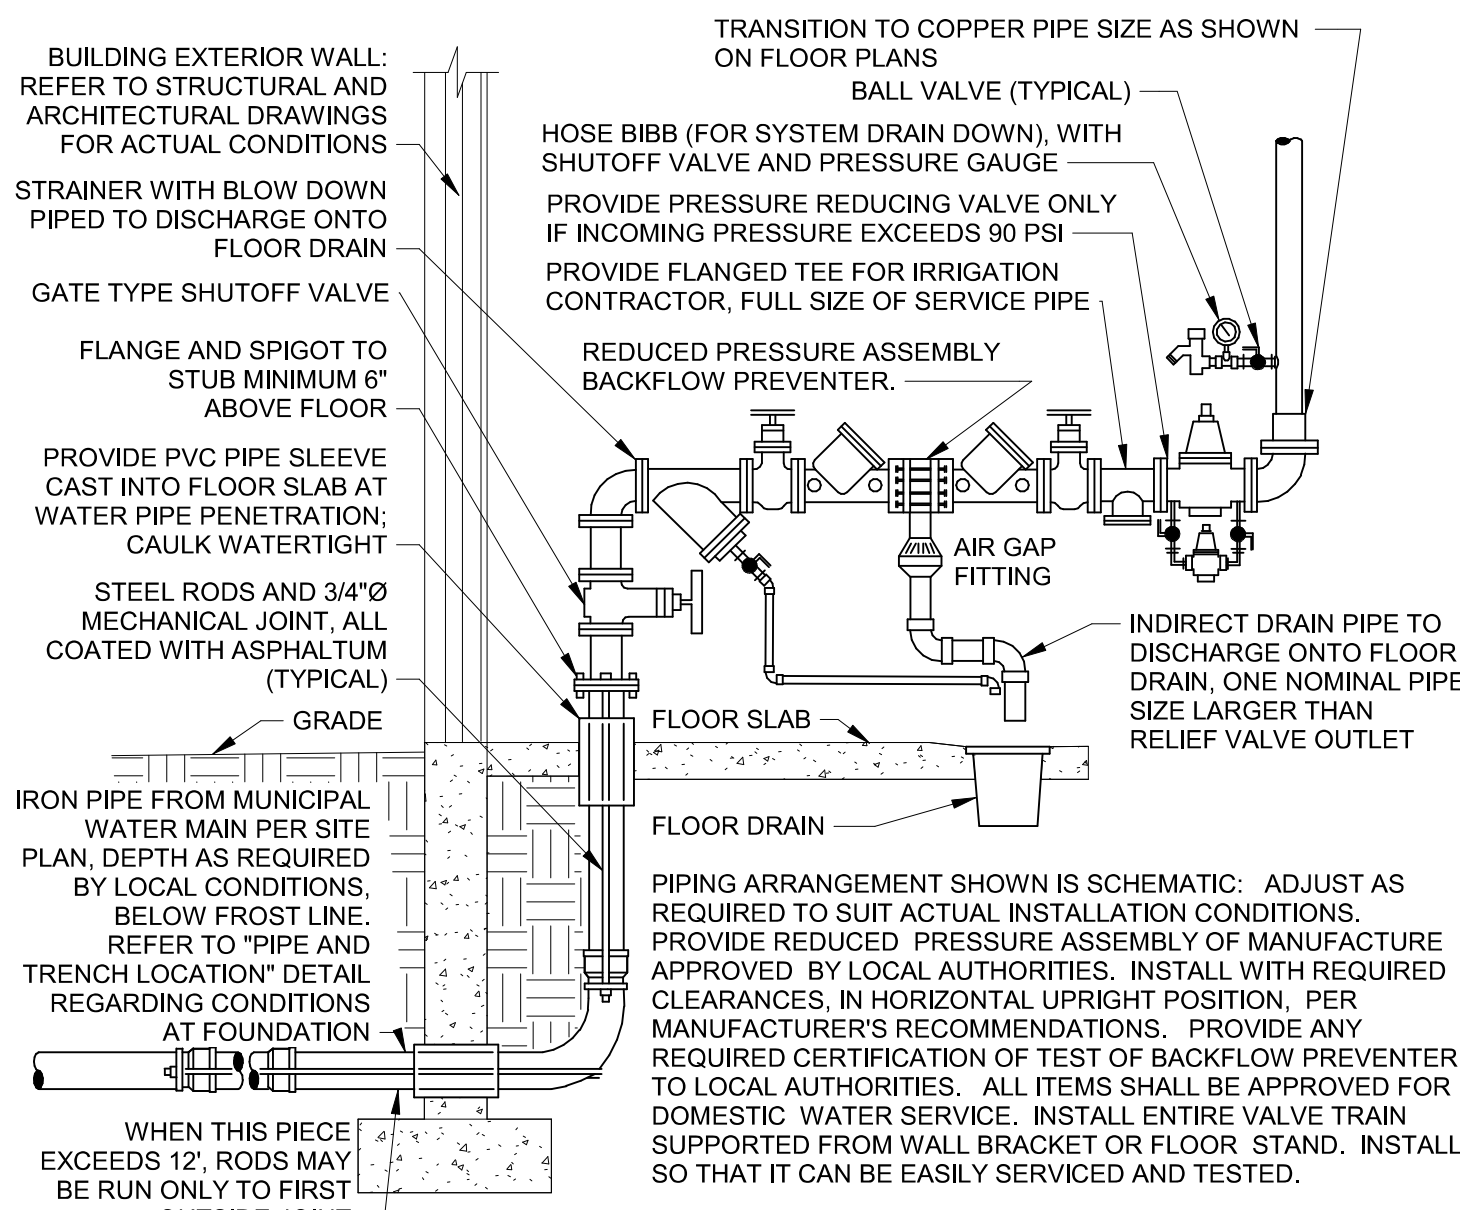 BUILDING EXTERIOR WALL:
REFER TO STRUCTURAL AND
ARCHITECTURAL DRAWINGS
FOR ACTUAL CONDITIONS
STRAINER WITH BLOW DOWN
PIPED TO DISCHARGE ONTO
FLOOR DRAIN
GATE TYPE SHUTOFF VALVE
FLANGE AND SPIGOT TO
STUB MINIMUM 6"
ABOVE FLOOR
PROVIDE PVC PIPE SLEEVE
CAST INTO FLOOR SLAB AT
WATER PIPE PENETRATION;
CAULK WATERTIGHT
STEEL RODS AND 3/4"Ø
MECHANICAL JOINT, ALL
COATED WITH ASPHALTUM
(TYPICAL)
GRADE
IRON PIPE FROM MUNICIPAL
WATER MAIN PER SITE
PLAN, DEPTH AS REQUIRED
BY LOCAL CONDITIONS,
BELOW FROST LINE.
REFER TO "PIPE AND
TRENCH LOCATION" DETAIL
REGARDING CONDITIONS
AT FOUNDATION
WHEN THIS PIECE
EXCEEDS 12', RODS MAY
BE RUN ONLY TO FIRST
OUTSIDE JOINT
TRANSITION TO COPPER PIPE SIZE AS SHOWN
ON FLOOR PLANS
BALL VALVE (TYPICAL)
HOSE BIBB (FOR SYSTEM DRAIN DOWN), WITH
SHUTOFF VALVE AND PRESSURE GAUGE
PROVIDE PRESSURE REDUCING VALVE ONLY
IF INCOMING PRESSURE EXCEEDS 90 PSI
PROVIDE FLANGED TEE FOR IRRIGATION
CONTRACTOR, FULL SIZE OF SERVICE PIPE
REDUCED PRESSURE ASSEMBLY
BACKFLOW PREVENTER.
AIR GAP
FITTING
INDIRECT DRAIN PIPE TO
DISCHARGE ONTO FLOOR
DRAIN, ONE NOMINAL PIPE
SIZE LARGER THAN
RELIEF VALVE OUTLET
FLOOR SLAB
FLOOR DRAIN
PIPING ARRANGEMENT SHOWN IS SCHEMATIC: ADJUST AS
REQUIRED TO SUIT ACTUAL INSTALLATION CONDITIONS.
PROVIDE REDUCED PRESSURE ASSEMBLY OF MANUFACTURE
APPROVED BY LOCAL AUTHORITIES. INSTALL WITH REQUIRED
CLEARANCES, IN HORIZONTAL UPRIGHT POSITION, PER
MANUFACTURER'S RECOMMENDATIONS. PROVIDE ANY
REQUIRED CERTIFICATION OF TEST OF BACKFLOW PREVENTER
TO LOCAL AUTHORITIES. ALL ITEMS SHALL BE APPROVED FOR
DOMESTIC WATER SERVICE. INSTALL ENTIRE VALVE TRAIN
SUPPORTED FROM WALL BRACKET OR FLOOR STAND. INSTALL
SO THAT IT CAN BE EASILY SERVICED AND TESTED.